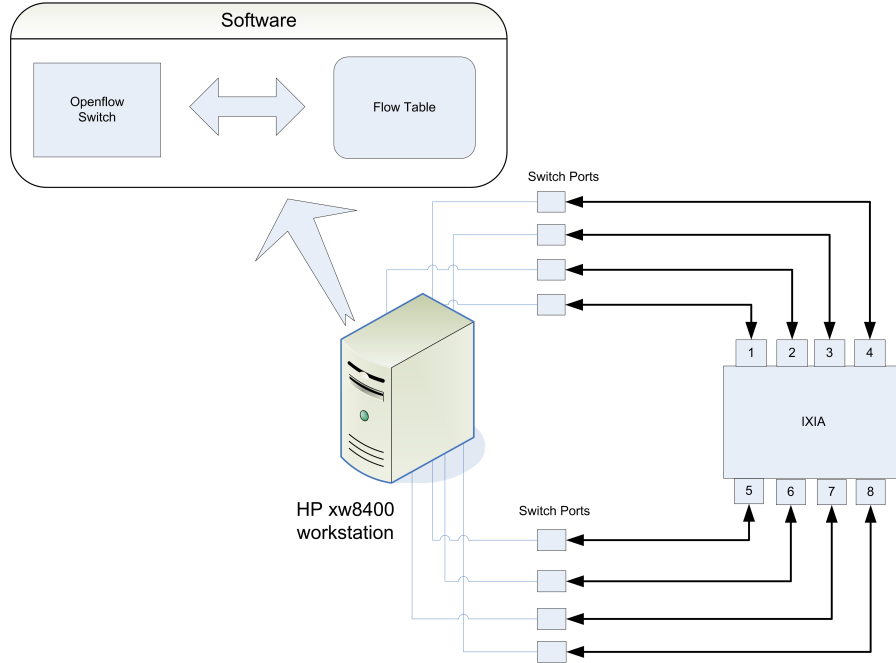 Software
Openflow
Switch
Flow Table
Switch Ports
1
2
3
4
IXIA
5
6
7
8
HP xw8400
workstation
Switch Ports